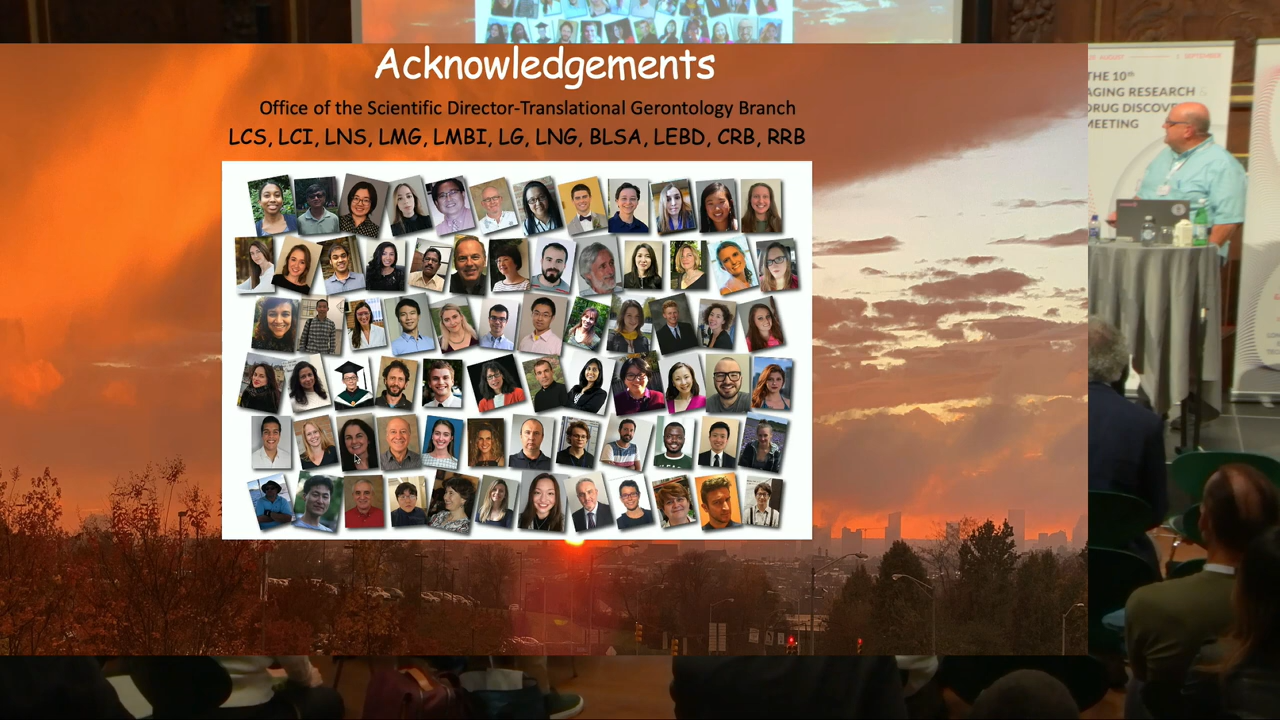 Acknowledgements
Office of the Scientific Director-Translational Gerontology Branch
LCS, LCI, LNS, LMG, LMBI, LG, LNG, BLSA, LEBD, CRB, RRB
THE 10th
AGING RESEARCH &
DRUG DISCOVERY
MEETING